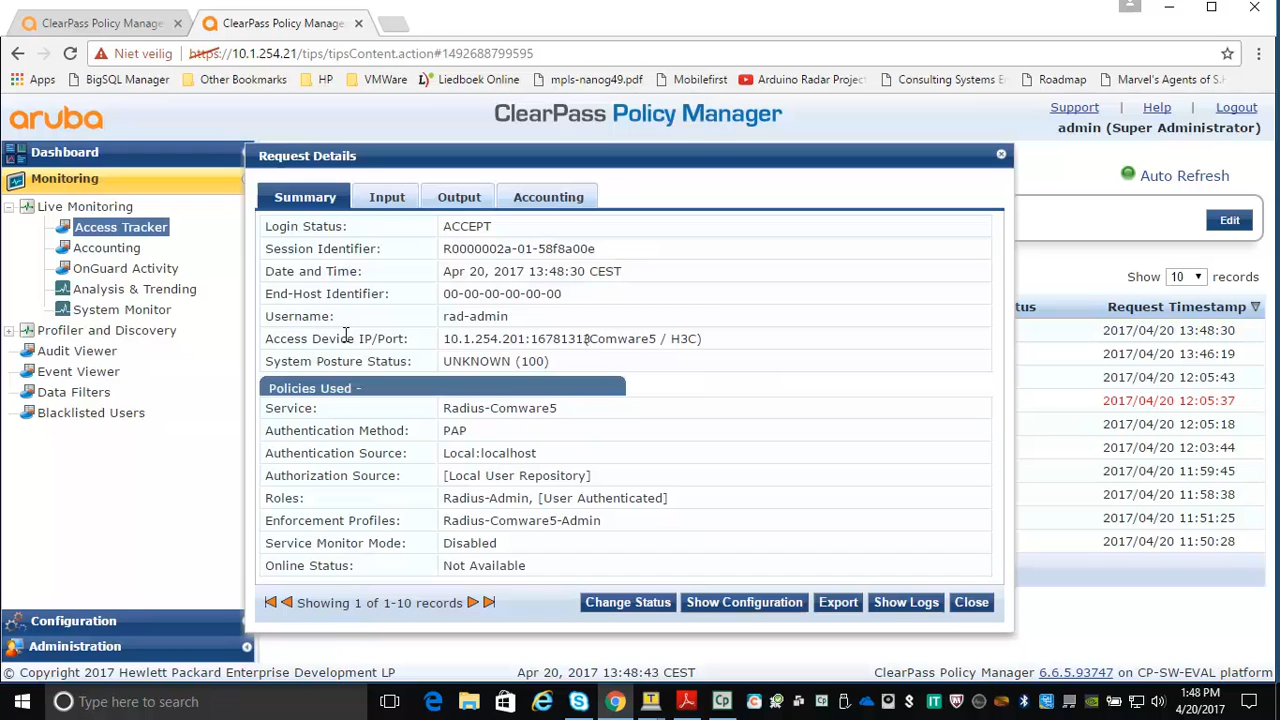 ClearPass Policy Manage
ClearPass Policy Manage
Niet veilig
https://10.1.254.21/tips/tipsContent.action#1492688799595
Apps
BigSQL Manager
Other Bookmarks
HP
VMWare
Lijstboek Online
mpls-nanog49.pdf
Mobile
Arduino Radar Projec
Consulting Systems E
Roadmap
Marvel's Agents of S.H
aruba
ClearPass Policy Manager
Support | Help | Logout
admin (Super Administrator)
Dashboard
Monitoring
Live Monitoring
Access Tracker
Accounting
OnGuard Activity
Analysis & Trending
System Monitor
Profiler and Discovery
Audit Viewer
Event Viewer
Data Filters
Blacklisted Users
Configuration
Administration
Request Details
Summary
Input
Output
Accounting
Login Status: ACCEPT
Session Identifier: R0000002a-01-58f8a00e
Date and Time: Apr 20, 2017 13:48:30 CEST
End-Host Identifier: 00-00-00-00-00-00
Username: rad-admin
Access Device IP/Port: 10.1.254.201:16781313(Comware5 / H3C)
System Posture Status: UNKNOWN (100)
Policies Used -
Service: Radius-Comware5
Authentication Method: PAP
Authentication Source: Local:localhost
Authorization Source: [Local User Repository]
Roles: Radius-Admin, [User Authenticated]
Enforcement Profiles: Radius-Comware5-Admin
Service Monitor Mode: Disabled
Online Status: Not Available
Showing 1 of 1-10 records
Change Status
Show Configuration
Export
Show Logs
Close
Auto Refresh
Edit
Show 10 records
tus
Request Timestamp
2017/04/20 13:48:30
2017/04/20 13:46:19
2017/04/20 12:05:43
2017/04/20 12:05:37
2017/04/20 12:05:18
2017/04/20 12:03:44
2017/04/20 11:59:45
2017/04/20 11:58:38
2017/04/20 11:51:25
2017/04/20 11:50:28
© Copyright 2017 Hewlett Packard Enterprise Development LP
Apr 20, 2017 13:48:43 CEST
ClearPass Policy Manager 6.6.5.93747 on CP-SW-EVAL platform
Type here to search
1:48 PM
4/20/2017